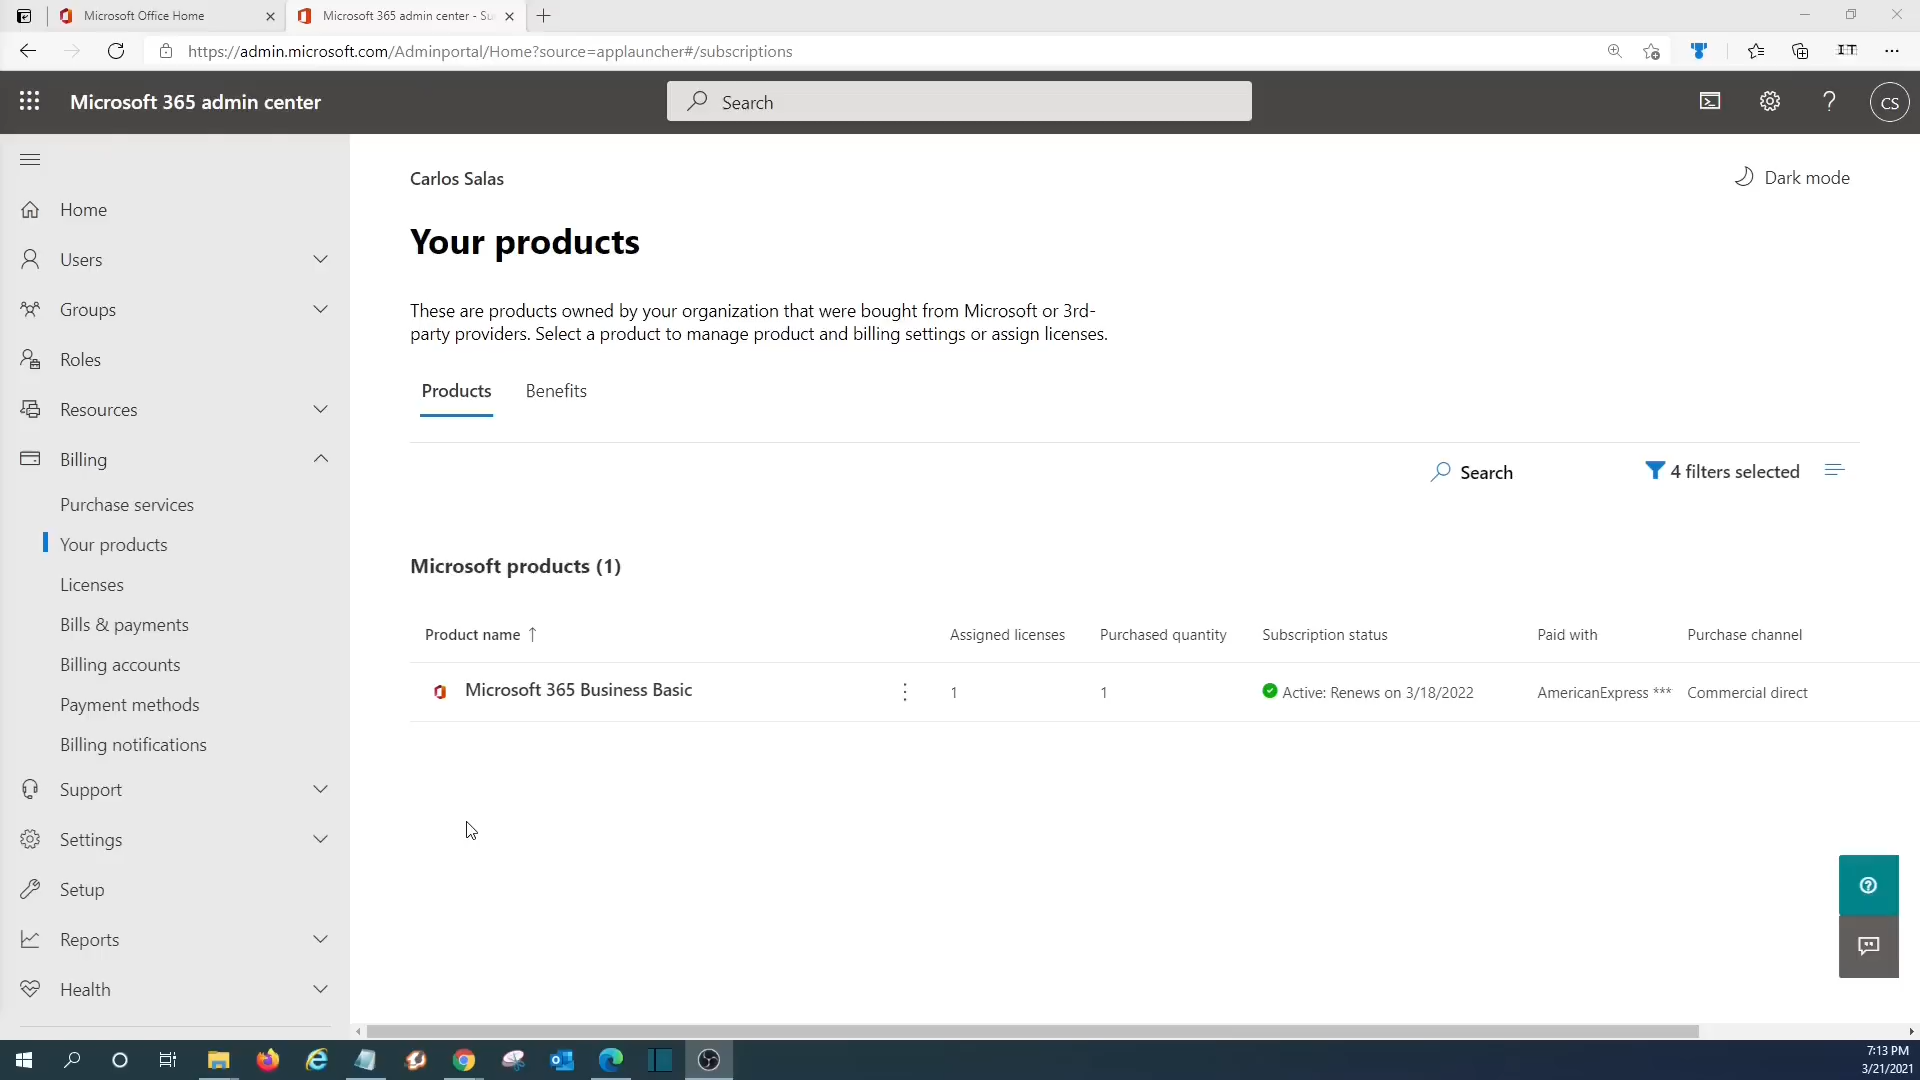 Microsoft Office Home
Microsoft 365 admin center - Su
https://admin.microsoft.com/Adminportal/Home?source=applauncher#/subscriptions
Microsoft 365 admin center
Search
CS
Carlos Salas
Dark mode
Your products
These are products owned by your organization that were bought from Microsoft or 3rd-
party providers. Select a product to manage product and billing settings or assign licenses.
Products
Benefits
Search
4 filters selected
Microsoft products (1)
Product name ↑
Assigned licenses
Purchased quantity
Subscription status
Paid with
Purchase channel
Microsoft 365 Business Basic
1
1
Active: Renews on 3/18/2022
AmericanExpress ***
Commercial direct
Home
Users
Groups
Roles
Resources
Billing
Purchase services
Your products
Licenses
Bills & payments
Billing accounts
Payment methods
Billing notifications
Support
Settings
Setup
Reports
Health
7:13 PM
3/21/2021